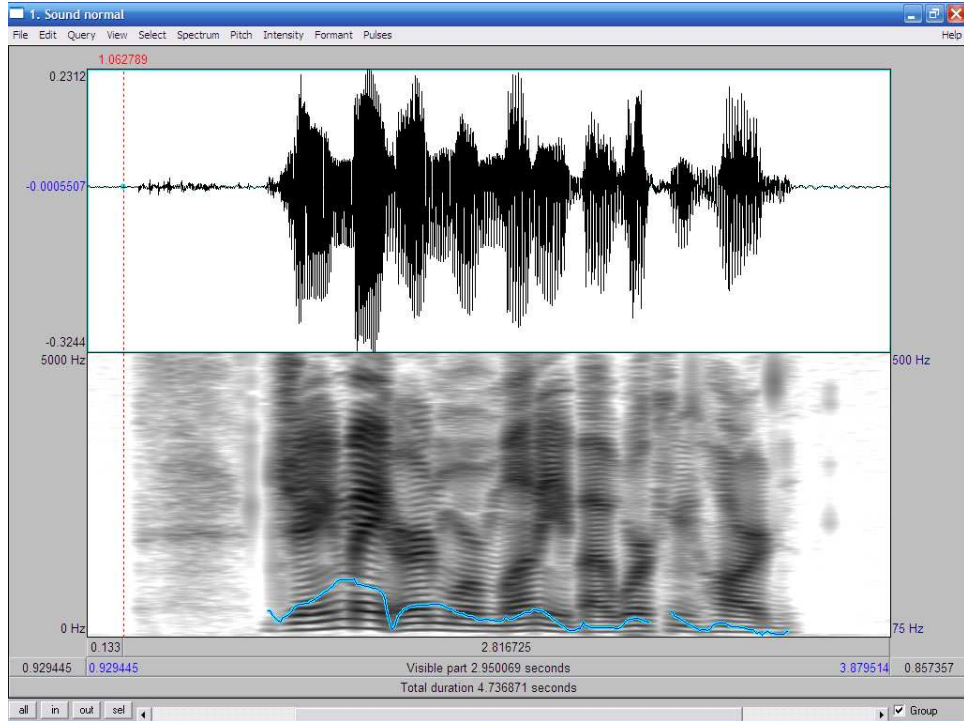 1. Sound normal
File Edit Query View Select Spectrum Pitch Intensity Formant Pulses Help
1.062789
0.2312
-0.0005507
-0.3244
5000 Hz 500 Hz
0 Hz 75 Hz
0.133 2.816725
0.929445 0.929445 Visible part 2.950069 seconds 3.879514 0.857357
Total duration 4.736871 seconds
all in out sel Group